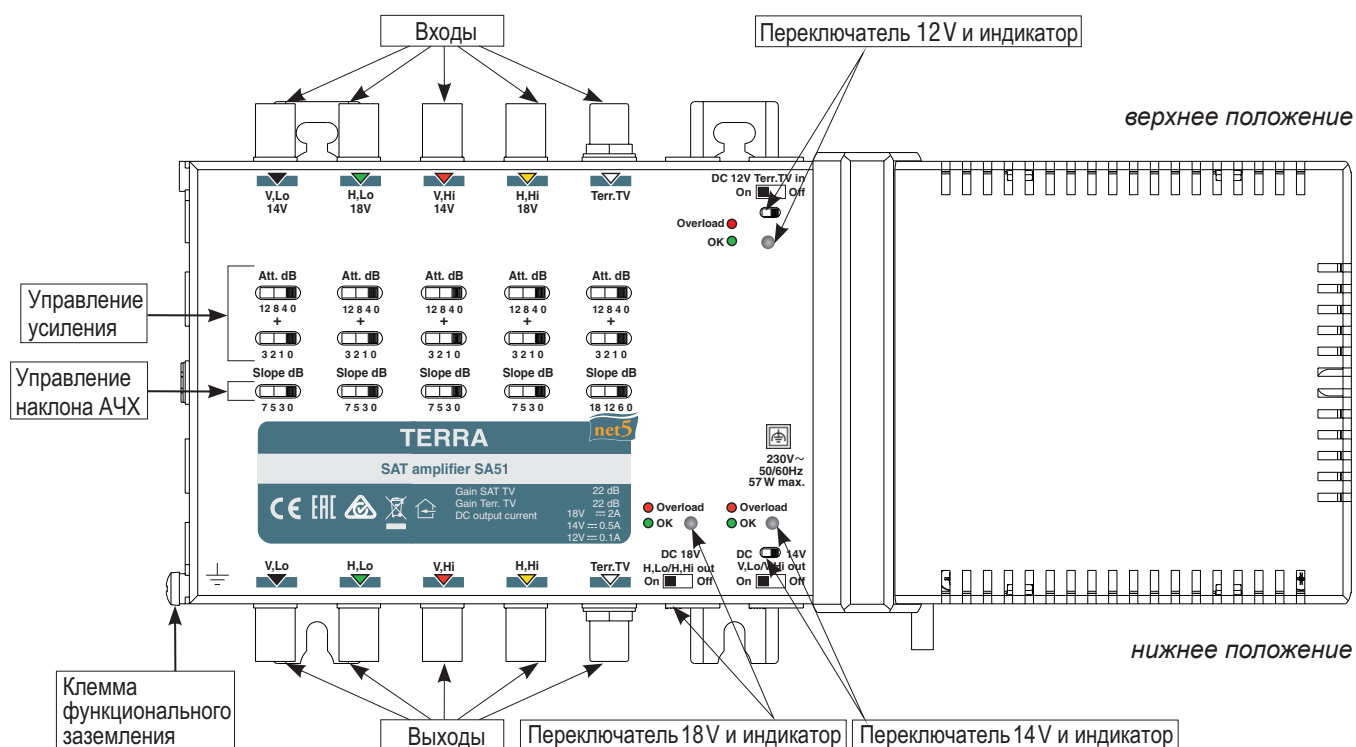 Входы
Переключатель 12V и индикатор
верхнее положение
V,Lo
14V
H,Lo
18V
V,Hi
14V
H,Hi
18V
Terr.TV
DC 12V Terr.TV in
On Off
Overload
OK
Управление
усиления
Att. dB Att. dB Att. dB Att. dB Att. dB
12 8 4 0 12 8 4 0 12 8 4 0 12 8 4 0 12 8 4 0
+ + + + +
3 2 1 0 3 2 1 0 3 2 1 0 3 2 1 0 3 2 1 0
Управление
наклона АЧХ
Slope dB Slope dB Slope dB Slope dB Slope dB
7 5 3 0 7 5 3 0 7 5 3 0 7 5 3 0 18 12 6 0
TERRA
net5
SAT amplifier SA51
CE EAC
Gain SAT TV 22 dB
Gain Terr. TV 22 dB
DC output current 18V ⎓ 2A
14V ⎓ 0.5A
12V ⎓ 0.1A
230V~
50/60Hz
57 W max.
Overload
OK
DC 18V
H,Lo/H,Hi out
On Off
Overload
OK
DC 14V
V,Lo/V,Hi out
On Off
V,Lo H,Lo V,Hi H,Hi Terr.TV
нижнее положение
Клемма
функционального
заземления
Выходы
Переключатель 18V и индикатор
Переключатель 14V и индикатор